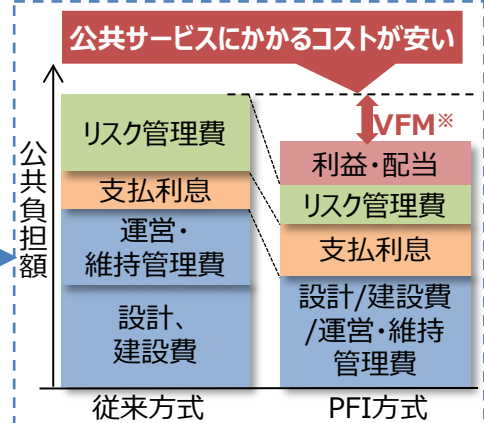 公共サービスにかかるコストが安い
公共負担額
リスク管理費
支払利息
運営・
維持管理費
設計、
建設費
従来方式
VFM※
利益・配当
リスク管理費
支払利息
設計/建設費
/運営・維持
管理費
PFI方式